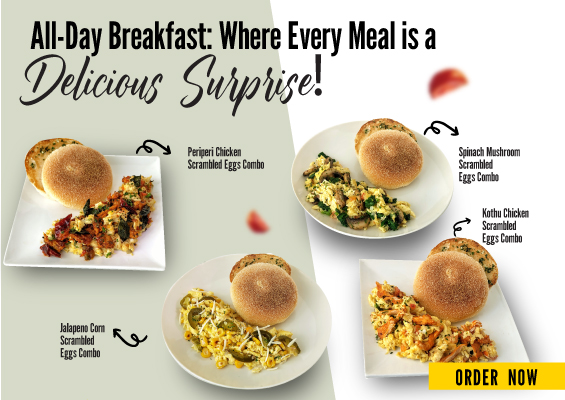 All-Day Breakfast: Where Every Meal is a
Delicious Surprise!
Periperi Chicken
Scrambled Eggs Combo
Spinach Mushroom
Scrambled
Eggs Combo
Kothu Chicken
Scrambled
Eggs Combo
Jalapeno Corn
Scrambled
Eggs Combo
ORDER NOW